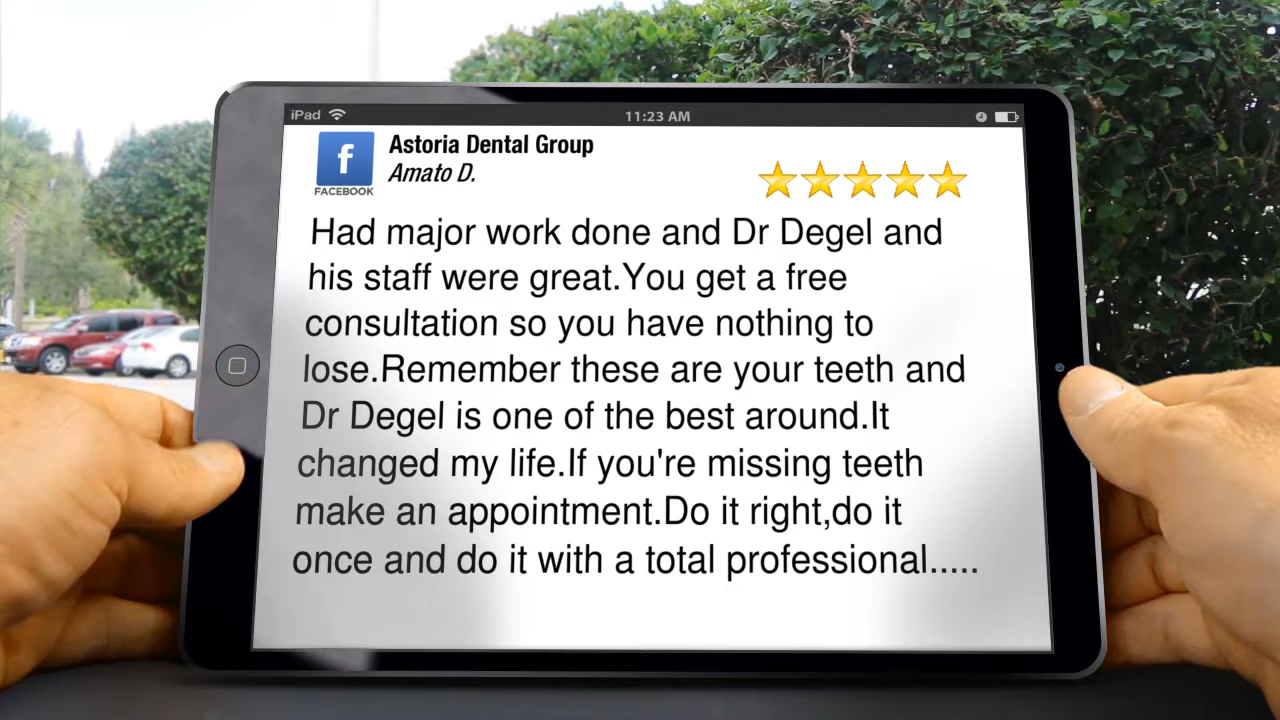 iPad 11:23 AM
f
FACEBOOK
Astoria Dental Group
Amato D.
Had major work done and Dr Degel and
his staff were great.You get a free
consultation so you have nothing to
lose.Remember these are your teeth and
Dr Degel is one of the best around.It
changed my life.If you're missing teeth
make an appointment.Do it right,do it
once and do it with a total professional.....